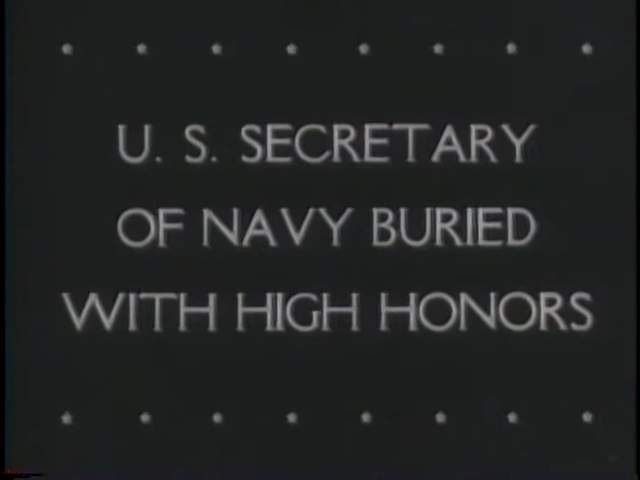 U. S. SECRETARY
OF NAVY BURIED
WITH HIGH HONORS